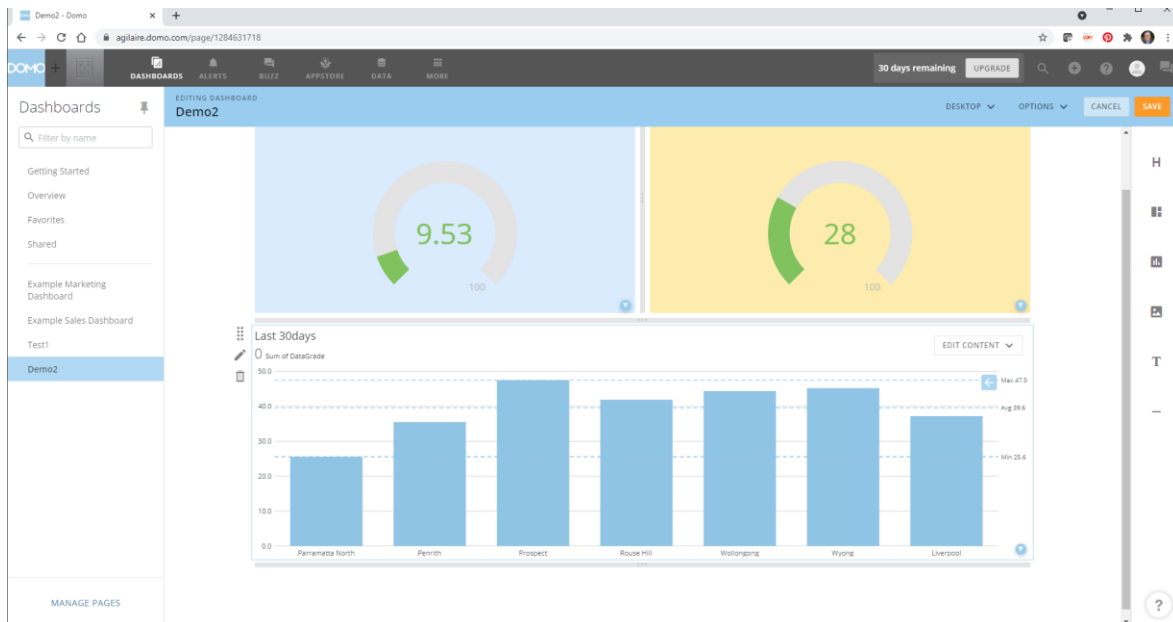 Demo2 - Domo
agilaire.domo.com/page/1284631718
DOMO
DASHBOARDS ALERTS BUZZ APPSTORE DATA MORE
30 days remaining UPGRADE
Dashboards
Filter by name
Getting Started
Overview
Favorites
Shared
Example Marketing
Dashboard
Example Sales Dashboard
Test1
Demo2
MANAGE PAGES
EDITING DASHBOARD
Demo2
DESKTOP OPTIONS CANCEL SAVE
9.53
100
28
100
Last 30days
0 Sum of DataGrade
EDIT CONTENT
50.0
40.0
30.0
20.0
10.0
0.0
Max 47.5
Avg 39.6
Min 25.6
Parramatta North Penrith Prospect Rouse Hill Wollongong Wyong Liverpool
H
T
?